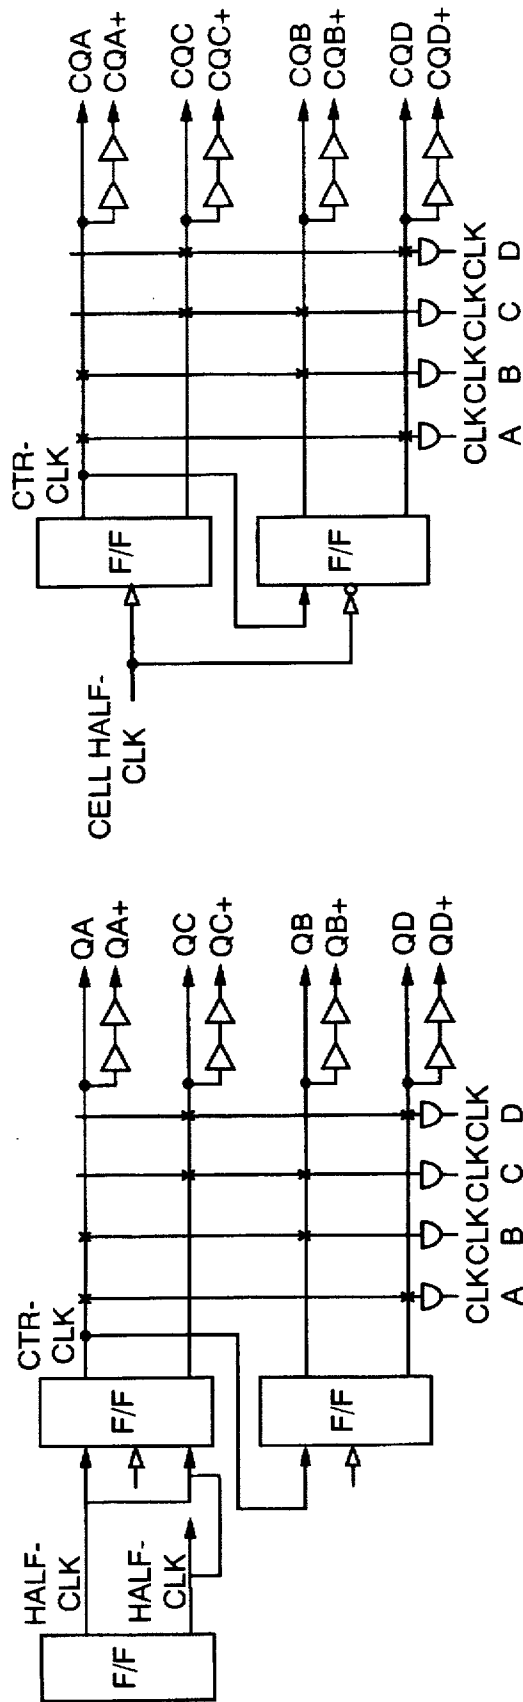 HALF-
CLK
HALF-
CLK
F/F
CTR-
CLK
F/F
F/F
QA
QA+
QC
QC+
QB
QB+
QD
QD+
CLK CLK CLK CLK
A B C D
CELL HALF-
CLK
CTR-
CLK
F/F
F/F
CQA
CQA+
CQC
CQC+
CQB
CQB+
CQD
CQD+
CLK CLK CLK CLK
A B C D